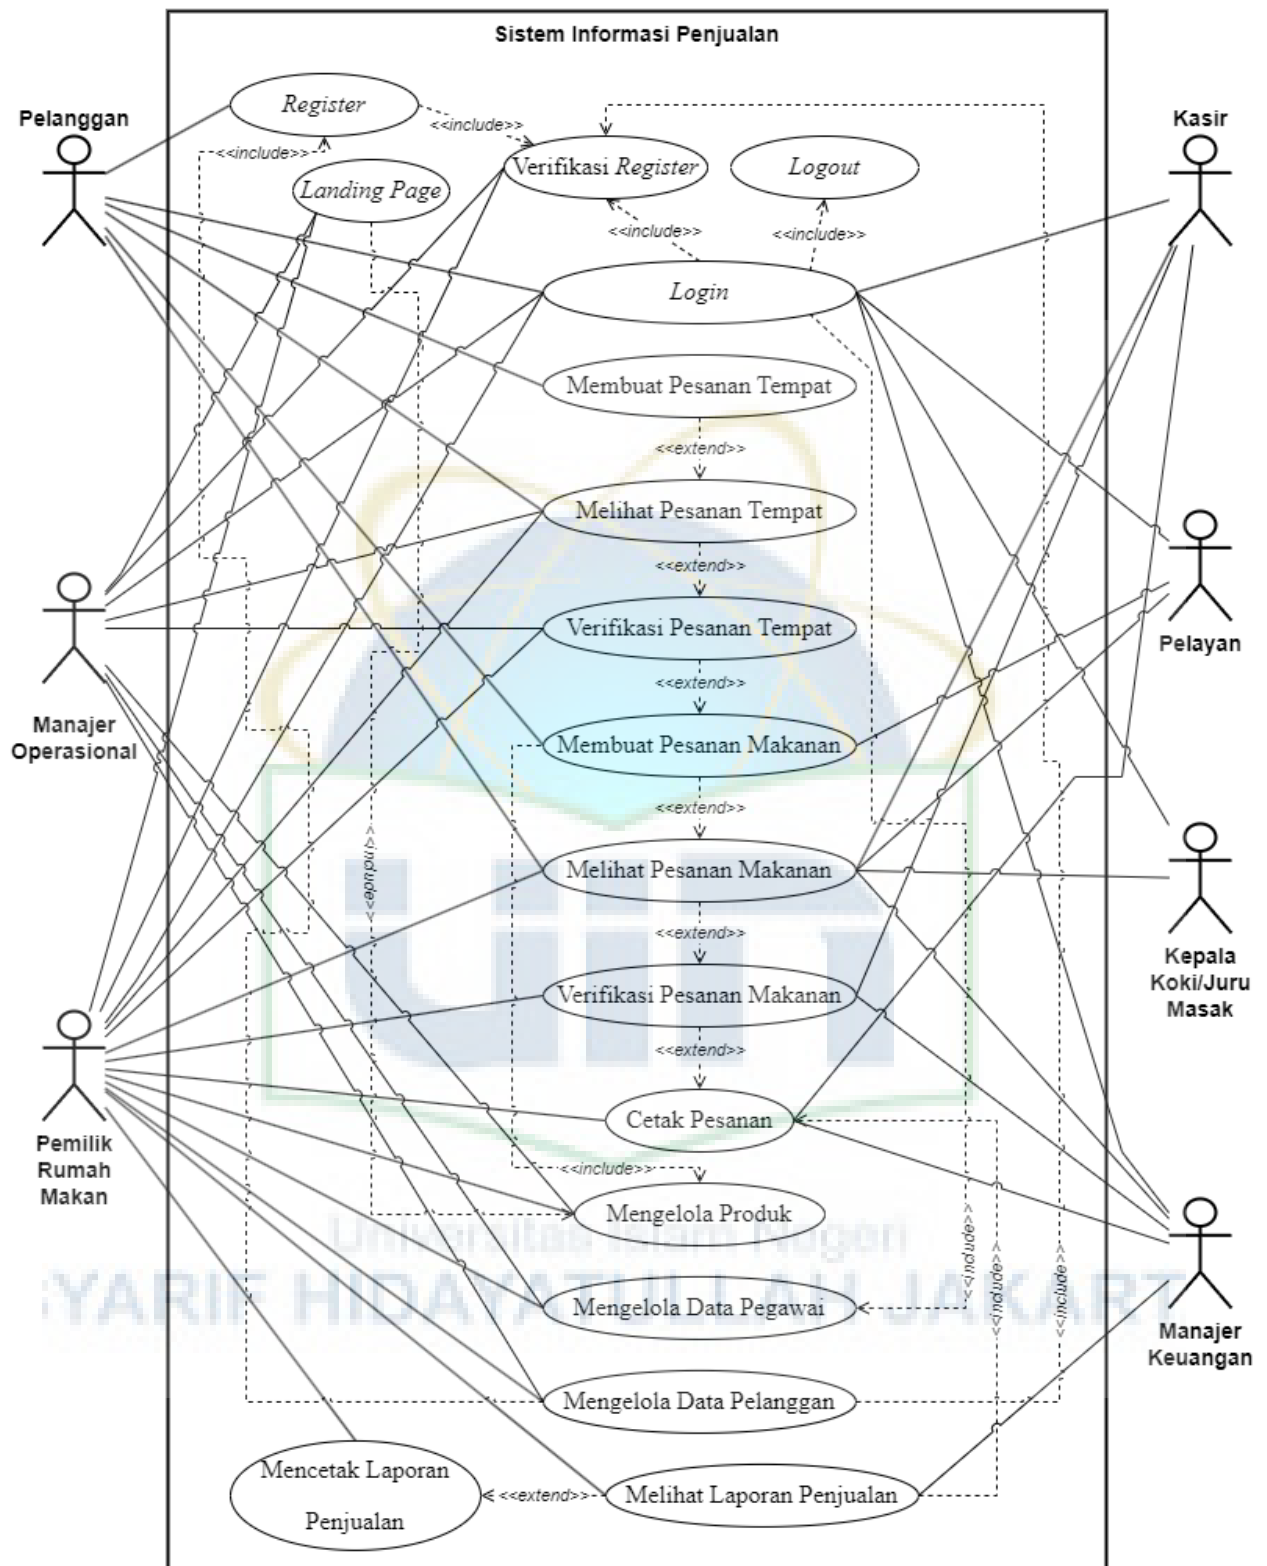 Sistem Informasi Penjualan
Pelanggan
Register
<<include>>
<<include>>
Kasir
Verifikasi Register
Logout
Landing Page
<<include>>
<<include>>
Login
Membuat Pesanan Tempat
<<extend>>
Melihat Pesanan Tempat
<<extend>>
Verifikasi Pesanan Tempat
Pelayan
<<extend>>
Manajer
Operasional
Membuat Pesanan Makanan
<<extend>>
<<include>>
Melihat Pesanan Makanan
<<extend>>
Kepala
Koki/Juru
Masak
Verifikasi Pesanan Makanan
<<extend>>
Cetak Pesanan
Pemilik
Rumah
Makan
<<include>>
Mengelola Produk
Universitas Islam Negeri
<<include>>
<<include>>
<<include>>
SYARIF HIDAYATULLAH JAKART
Mengelola Data Pegawai
Manajer
Keuangan
Mengelola Data Pelanggan
Mencetak Laporan
Penjualan
<<extend>>
Melihat Laporan Penjualan